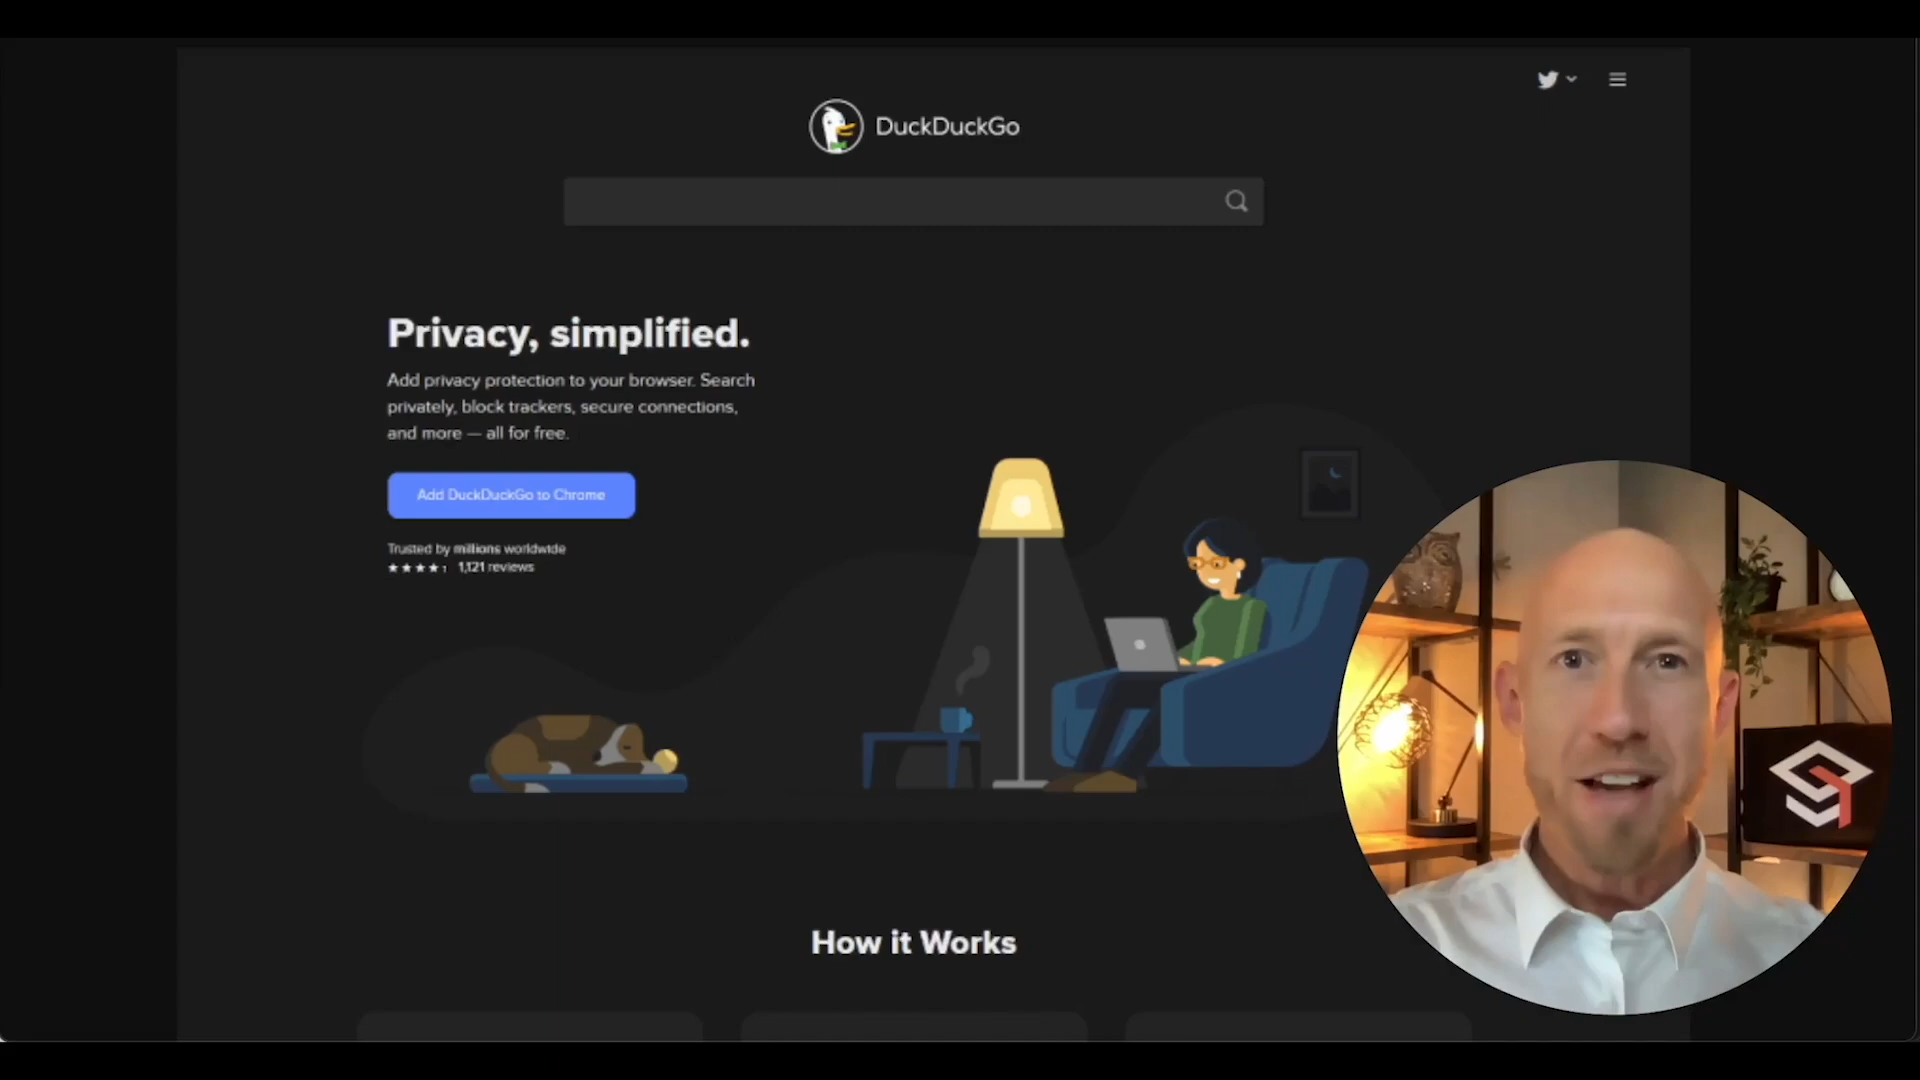 DuckDuckGo
Privacy, simplified.
Add privacy protection to your browser. Search
privately, block trackers, secure connections,
and more — all for free.
Add DuckDuckGo to Chrome
Trusted by millions worldwide
1,121 reviews
How it Works